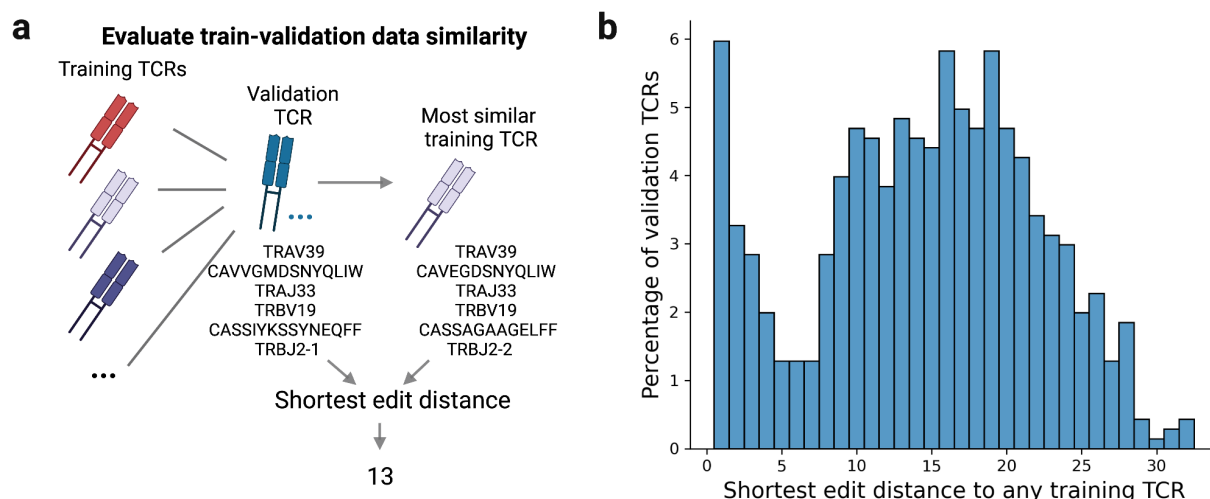 a
Evaluate train-validation data similarity
Training TCRs
Validation
TCR
Most similar
training TCR
...
...
TRAV39
CAVVGMDSNYQLIW
TRAJ33
TRBV19
CASSIYKSSYNEQFF
TRBJ2-1
TRAV39
CAVEGDSNYQLIW
TRAJ33
TRBV19
CASSAGAAGELFF
TRBJ2-2
Shortest edit distance
13
b
Percentage of validation TCRs
6
5
4
3
2
1
0
0 5 10 15 20 25 30
Shortest edit distance to any training TCR